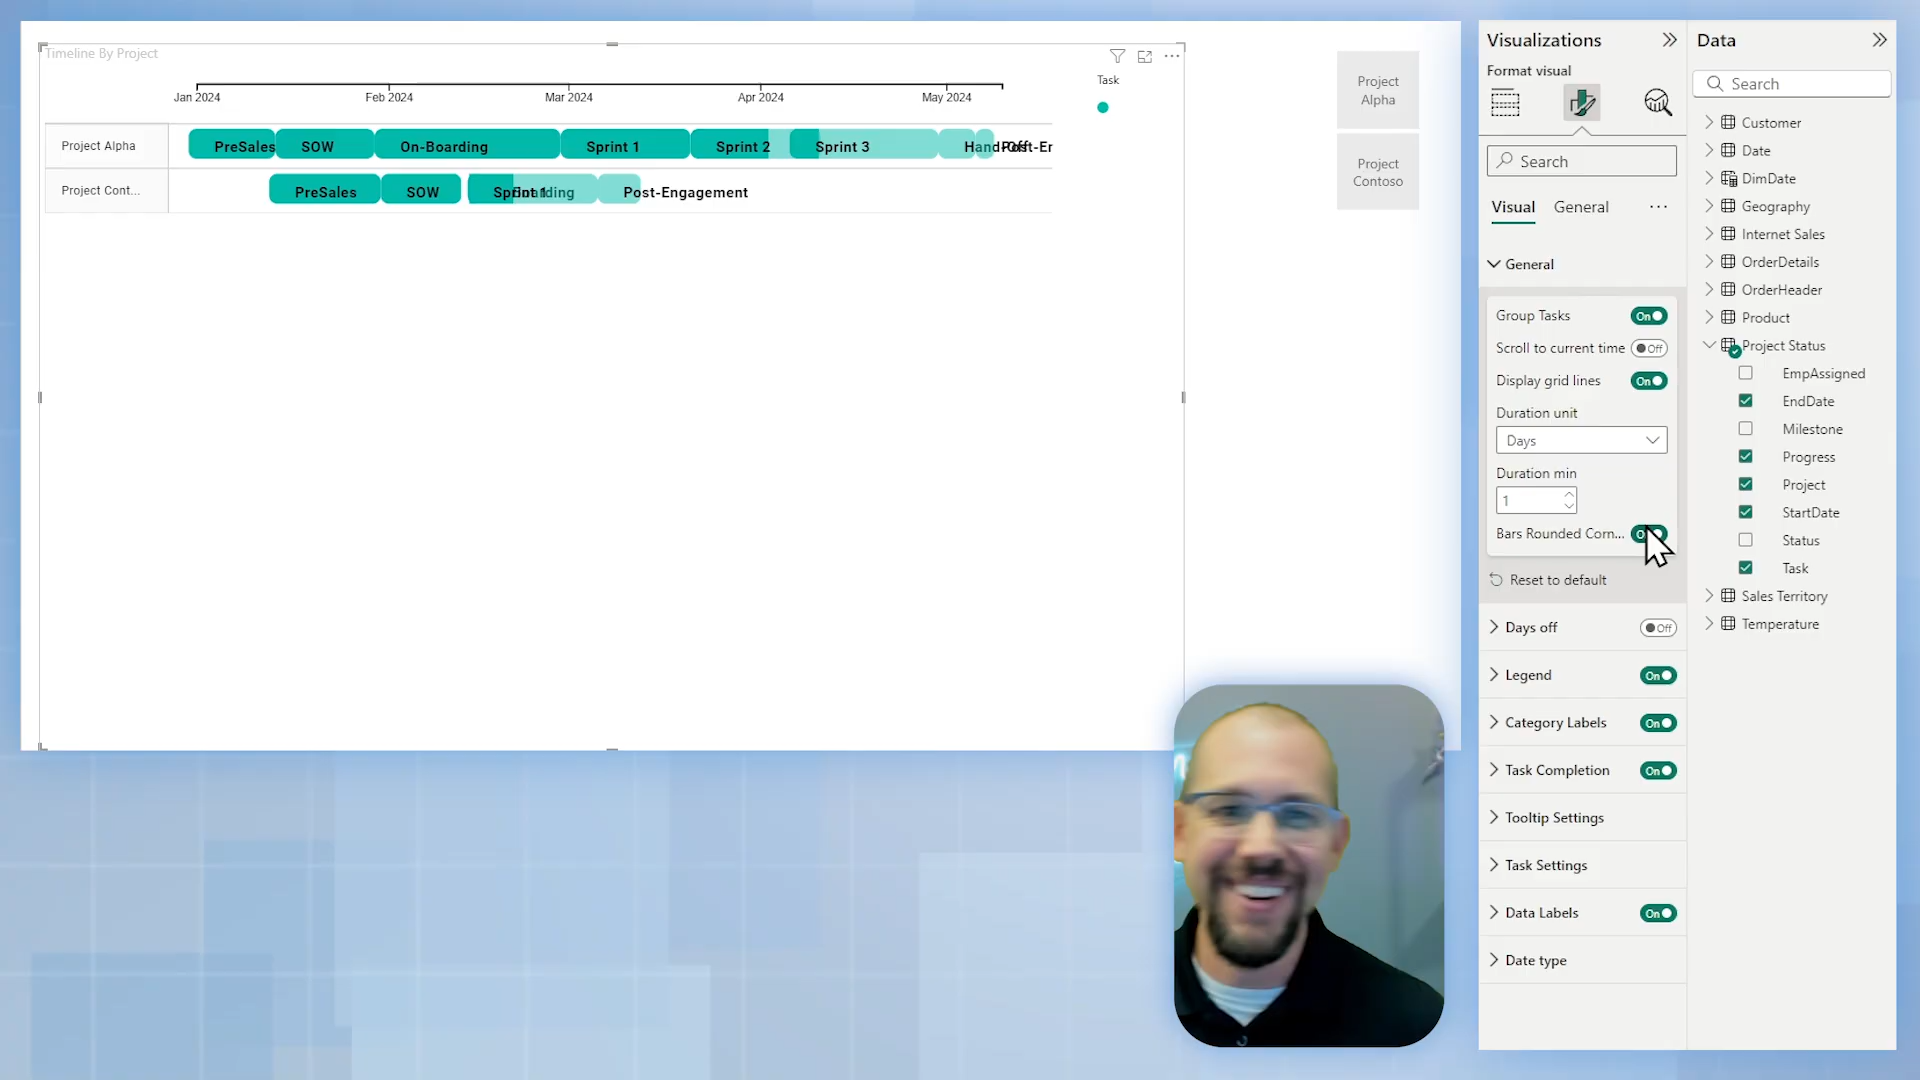 Timeline By Project
Task
Jan 2024
Feb 2024
Mar 2024
Apr 2024
May 2024
Project Alpha
PreSales
SOW
On-Boarding
Sprint 1
Sprint 2
Sprint 3
Project Cont...
PreSales
SOW
Sprint 1
Post-Engagement
Project
Alpha
Project
Contoso
Visualizations
Format visual
Search
Visual
General
...
General
Group Tasks
On
Scroll to current time
Off
Display grid lines
On
Duration unit
Days
Duration min
1
Bars Rounded Corn...
Reset to default
Days off
Off
Legend
On
Category Labels
On
Task Completion
On
Tooltip Settings
Task Settings
Data Labels
On
Date type
Data
Search
Customer
Date
DimDate
Geography
Internet Sales
OrderDetails
OrderHeader
Product
Project Status
EmpAssigned
EndDate
Milestone
Progress
Project
StartDate
Status
Task
Sales Territory
Temperature